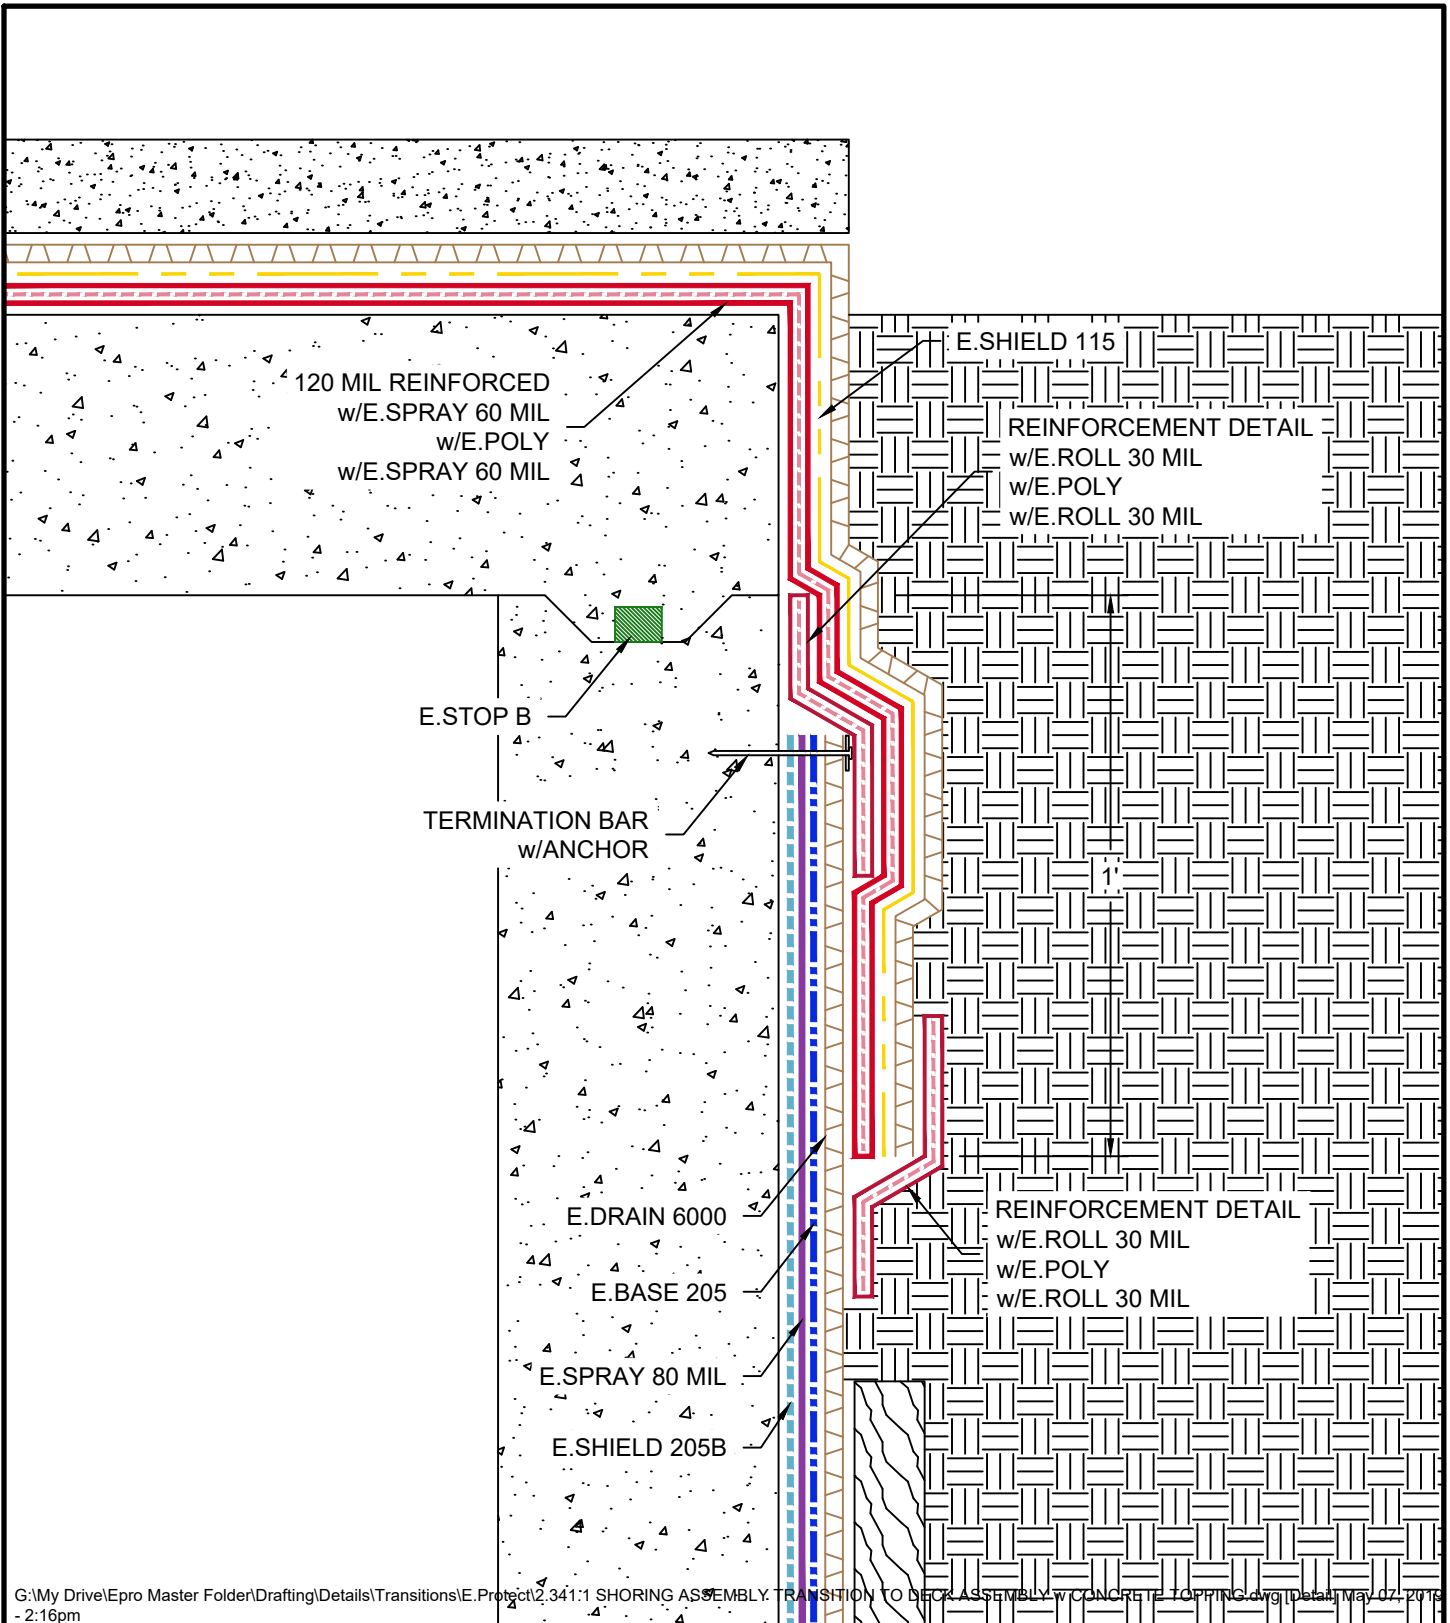 E.SHIELD 115
120 MIL REINFORCED
w/E.SPRAY 60 MIL
w/E.POLY
w/E.SPRAY 60 MIL
REINFORCEMENT DETAIL
w/E.ROLL 30 MIL
w/E.POLY
w/E.ROLL 30 MIL
E.STOP B
TERMINATION BAR
w/ANCHOR
1'
E.DRAIN 6000
E.BASE 205
E.SPRAY 80 MIL
E.SHIELD 205B
REINFORCEMENT DETAIL
w/E.ROLL 30 MIL
w/E.POLY
w/E.ROLL 30 MIL
G:\My Drive\Epro Master Folder\Drafting\Details\Transitions\E.Protect\2.341.1 SHORING ASSEMBLY TRANSITION TO DECK ASSEMBLY w CONCRETE TOPPING.dwg [Detail] May 07, 2019
- 2:16pm